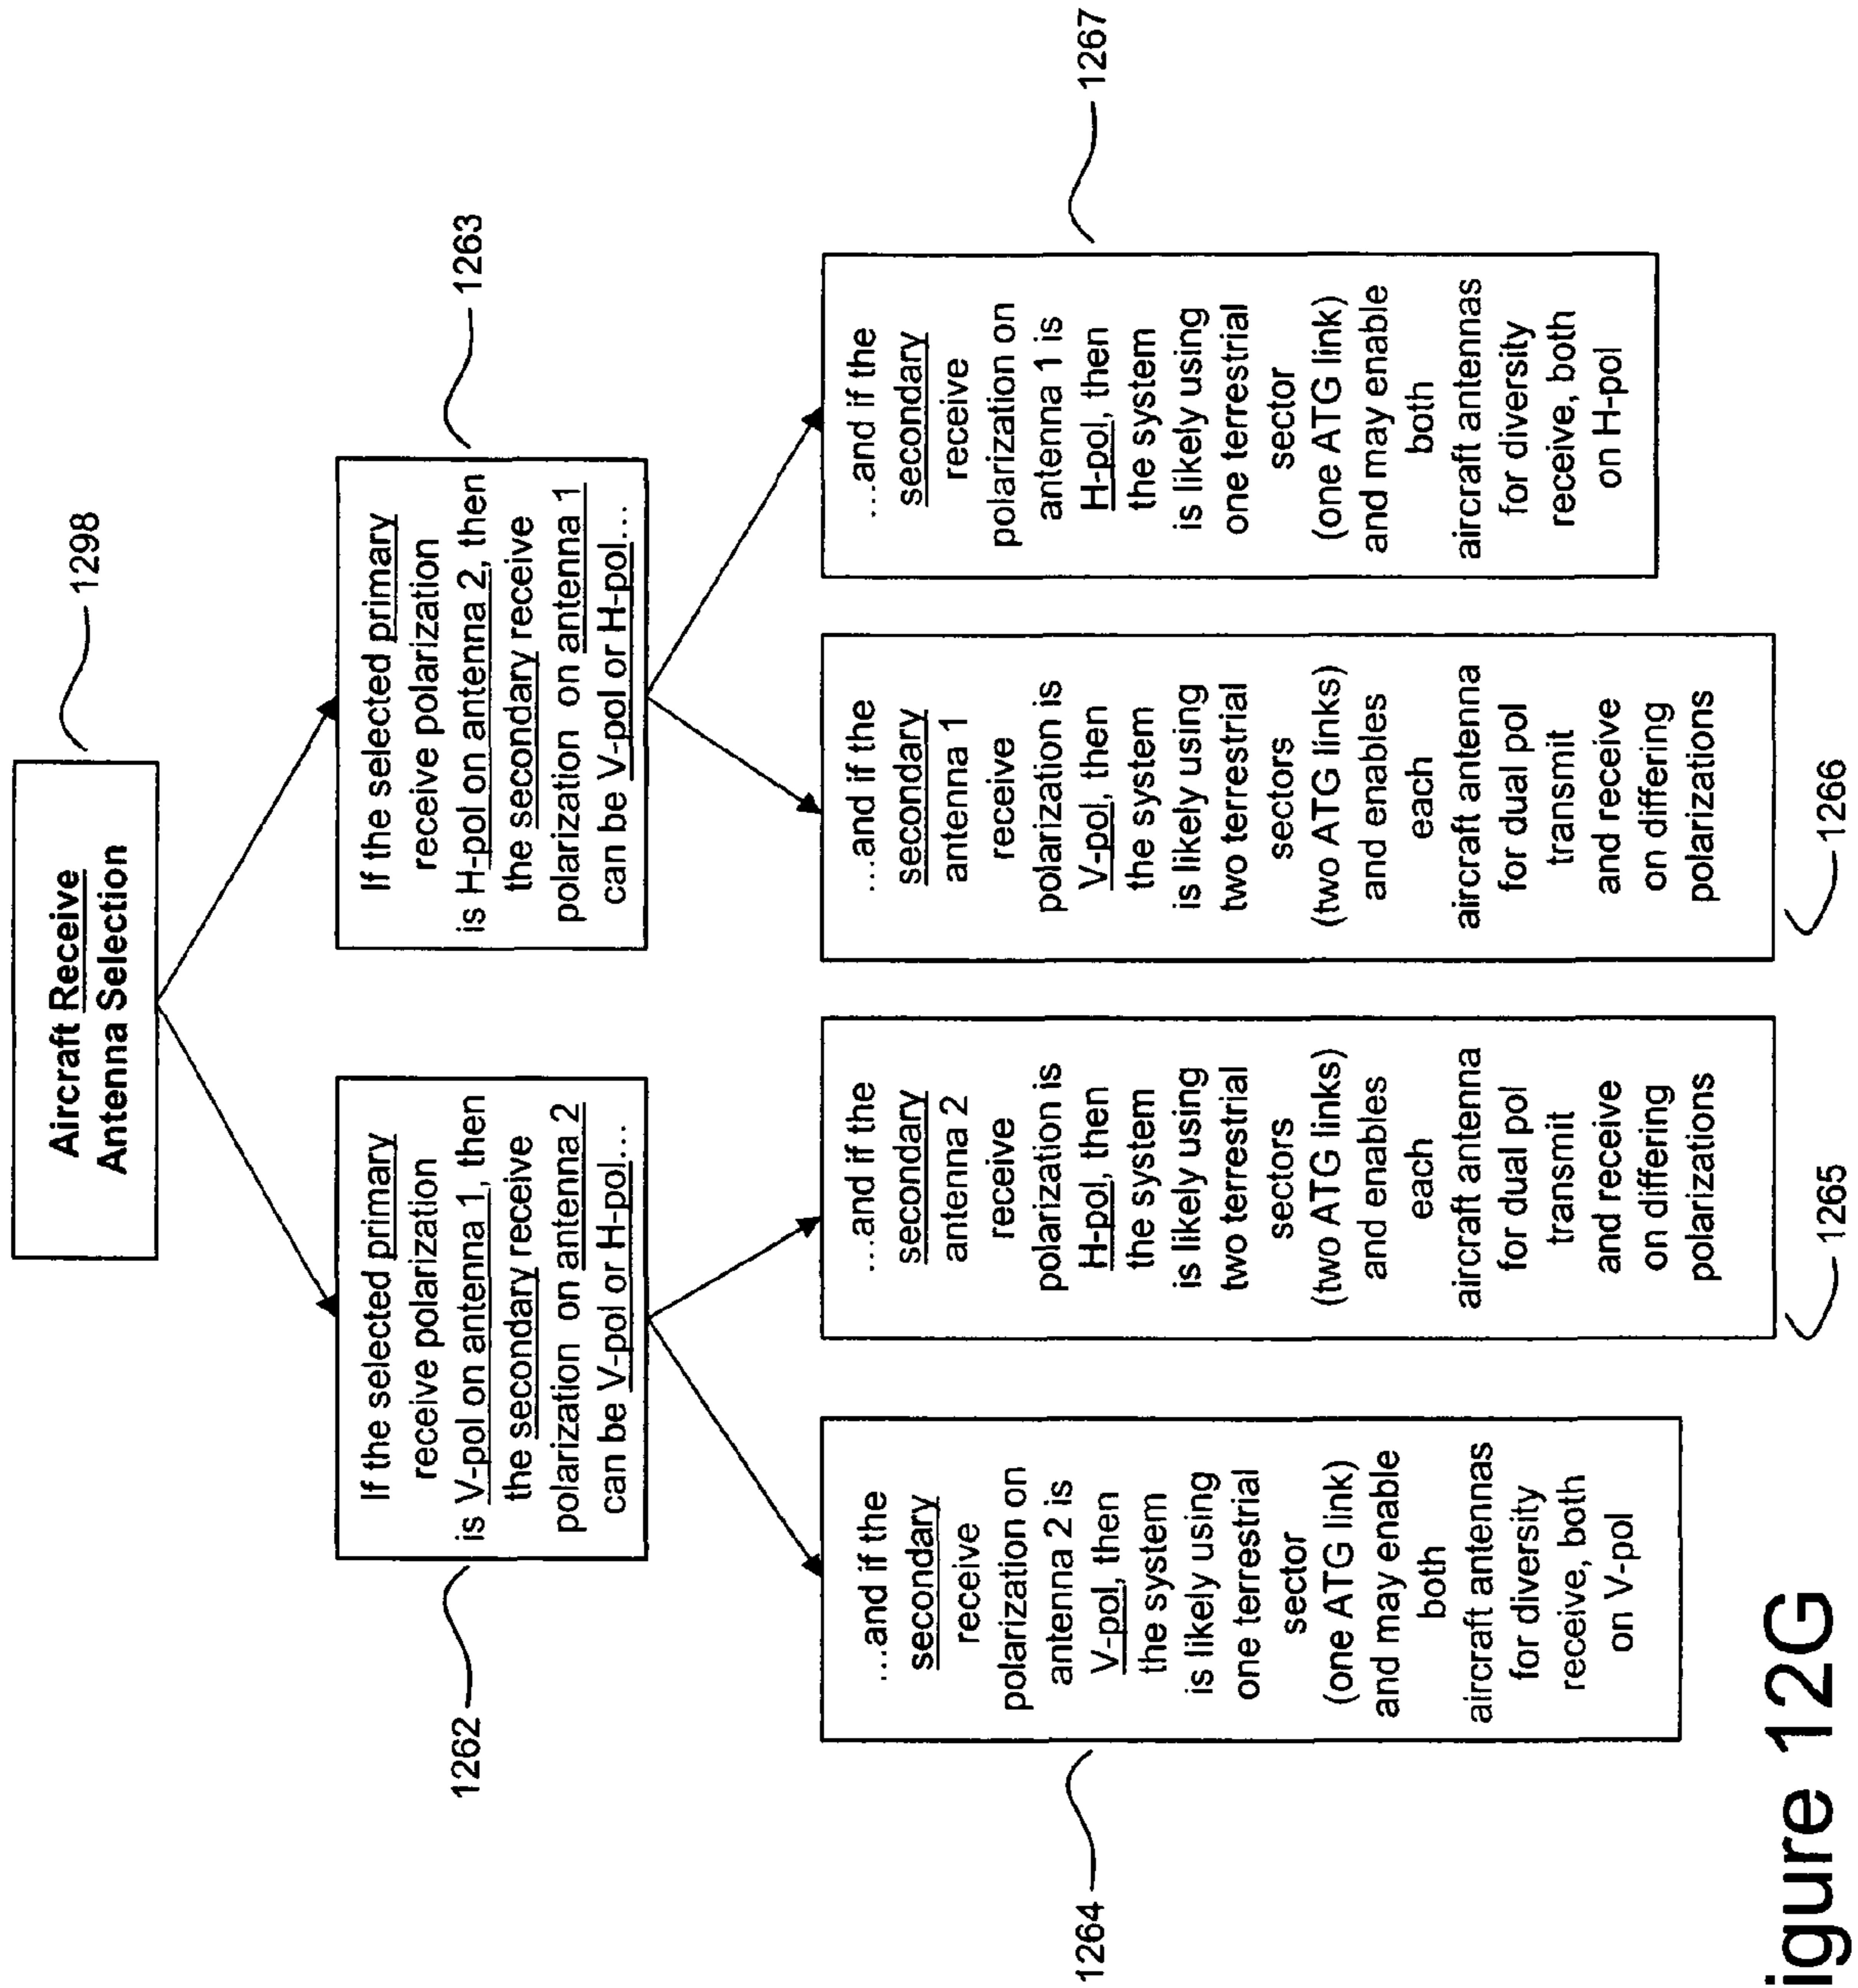 Aircraft Receive
Antenna Selection
1298
If the selected primary
receive polarization
is V-pol on antenna 1, then
the secondary receive
polarization on antenna 2
can be V-pol or H-pol...
1262
If the selected primary
receive polarization
is H-pol on antenna 2, then
the secondary receive
polarization on antenna 1
can be V-pol or H-pol...
1263
...and if the
secondary
receive
polarization on
antenna 2 is
V-pol, then
the system
is likely using
one terrestrial
sector
(one ATG link)
and may enable
both
aircraft antennas
for diversity
receive, both
on V-pol
1264
...and if the
secondary
antenna 2
receive
polarization is
H-pol, then
the system
is likely using
two terrestrial
sectors
(two ATG links)
and enables
each
aircraft antenna
for dual pol
transmit
and receive
on differing
polarizations
1265
...and if the
secondary
antenna 1
receive
polarization is
V-pol, then
the system
is likely using
two terrestrial
sectors
(two ATG links)
and enables
each
aircraft antenna
for dual pol
transmit
and receive
on differing
polarizations
1266
...and if the
secondary
receive
polarization on
antenna 1 is
H-pol, then
the system
is likely using
one terrestrial
sector
(one ATG link)
and may enable
both
aircraft antennas
for diversity
receive, both
on H-pol
1267
igure 12G